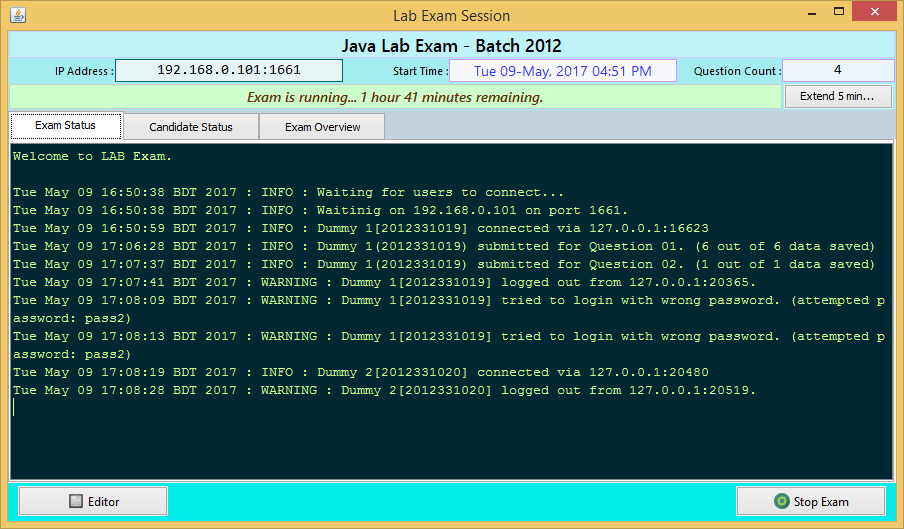 Lab Exam Session
Java Lab Exam - Batch 2012
IP Address : 192.168.0.101:1661 Start Time : Tue 09-May, 2017 04:51 PM Question Count : 4
Exam is running... 1 hour 41 minutes remaining. Extend 5 min...
Exam Status Candidate Status Exam Overview
Welcome to LAB Exam.
Tue May 09 16:50:38 BDT 2017 : INFO : Waiting for users to connect...
Tue May 09 16:50:38 BDT 2017 : INFO : Waitinig on 192.168.0.101 on port 1661.
Tue May 09 16:50:59 BDT 2017 : INFO : Dummy 1[2012331019] connected via 127.0.0.1:16623
Tue May 09 17:06:28 BDT 2017 : INFO : Dummy 1(2012331019) submitted for Question 01. (6 out of 6 data saved)
Tue May 09 17:07:37 BDT 2017 : INFO : Dummy 1(2012331019) submitted for Question 02. (1 out of 1 data saved)
Tue May 09 17:07:41 BDT 2017 : WARNING : Dummy 1[2012331019] logged out from 127.0.0.1:20365.
Tue May 09 17:08:09 BDT 2017 : WARNING : Dummy 1[2012331019] tried to login with wrong password. (attempted p
assword: pass2)
Tue May 09 17:08:13 BDT 2017 : WARNING : Dummy 1[2012331019] tried to login with wrong password. (attempted p
assword: pass2)
Tue May 09 17:08:19 BDT 2017 : INFO : Dummy 2[2012331020] connected via 127.0.0.1:20480
Tue May 09 17:08:28 BDT 2017 : WARNING : Dummy 2[2012331020] logged out from 127.0.0.1:20519.
Editor Stop Exam